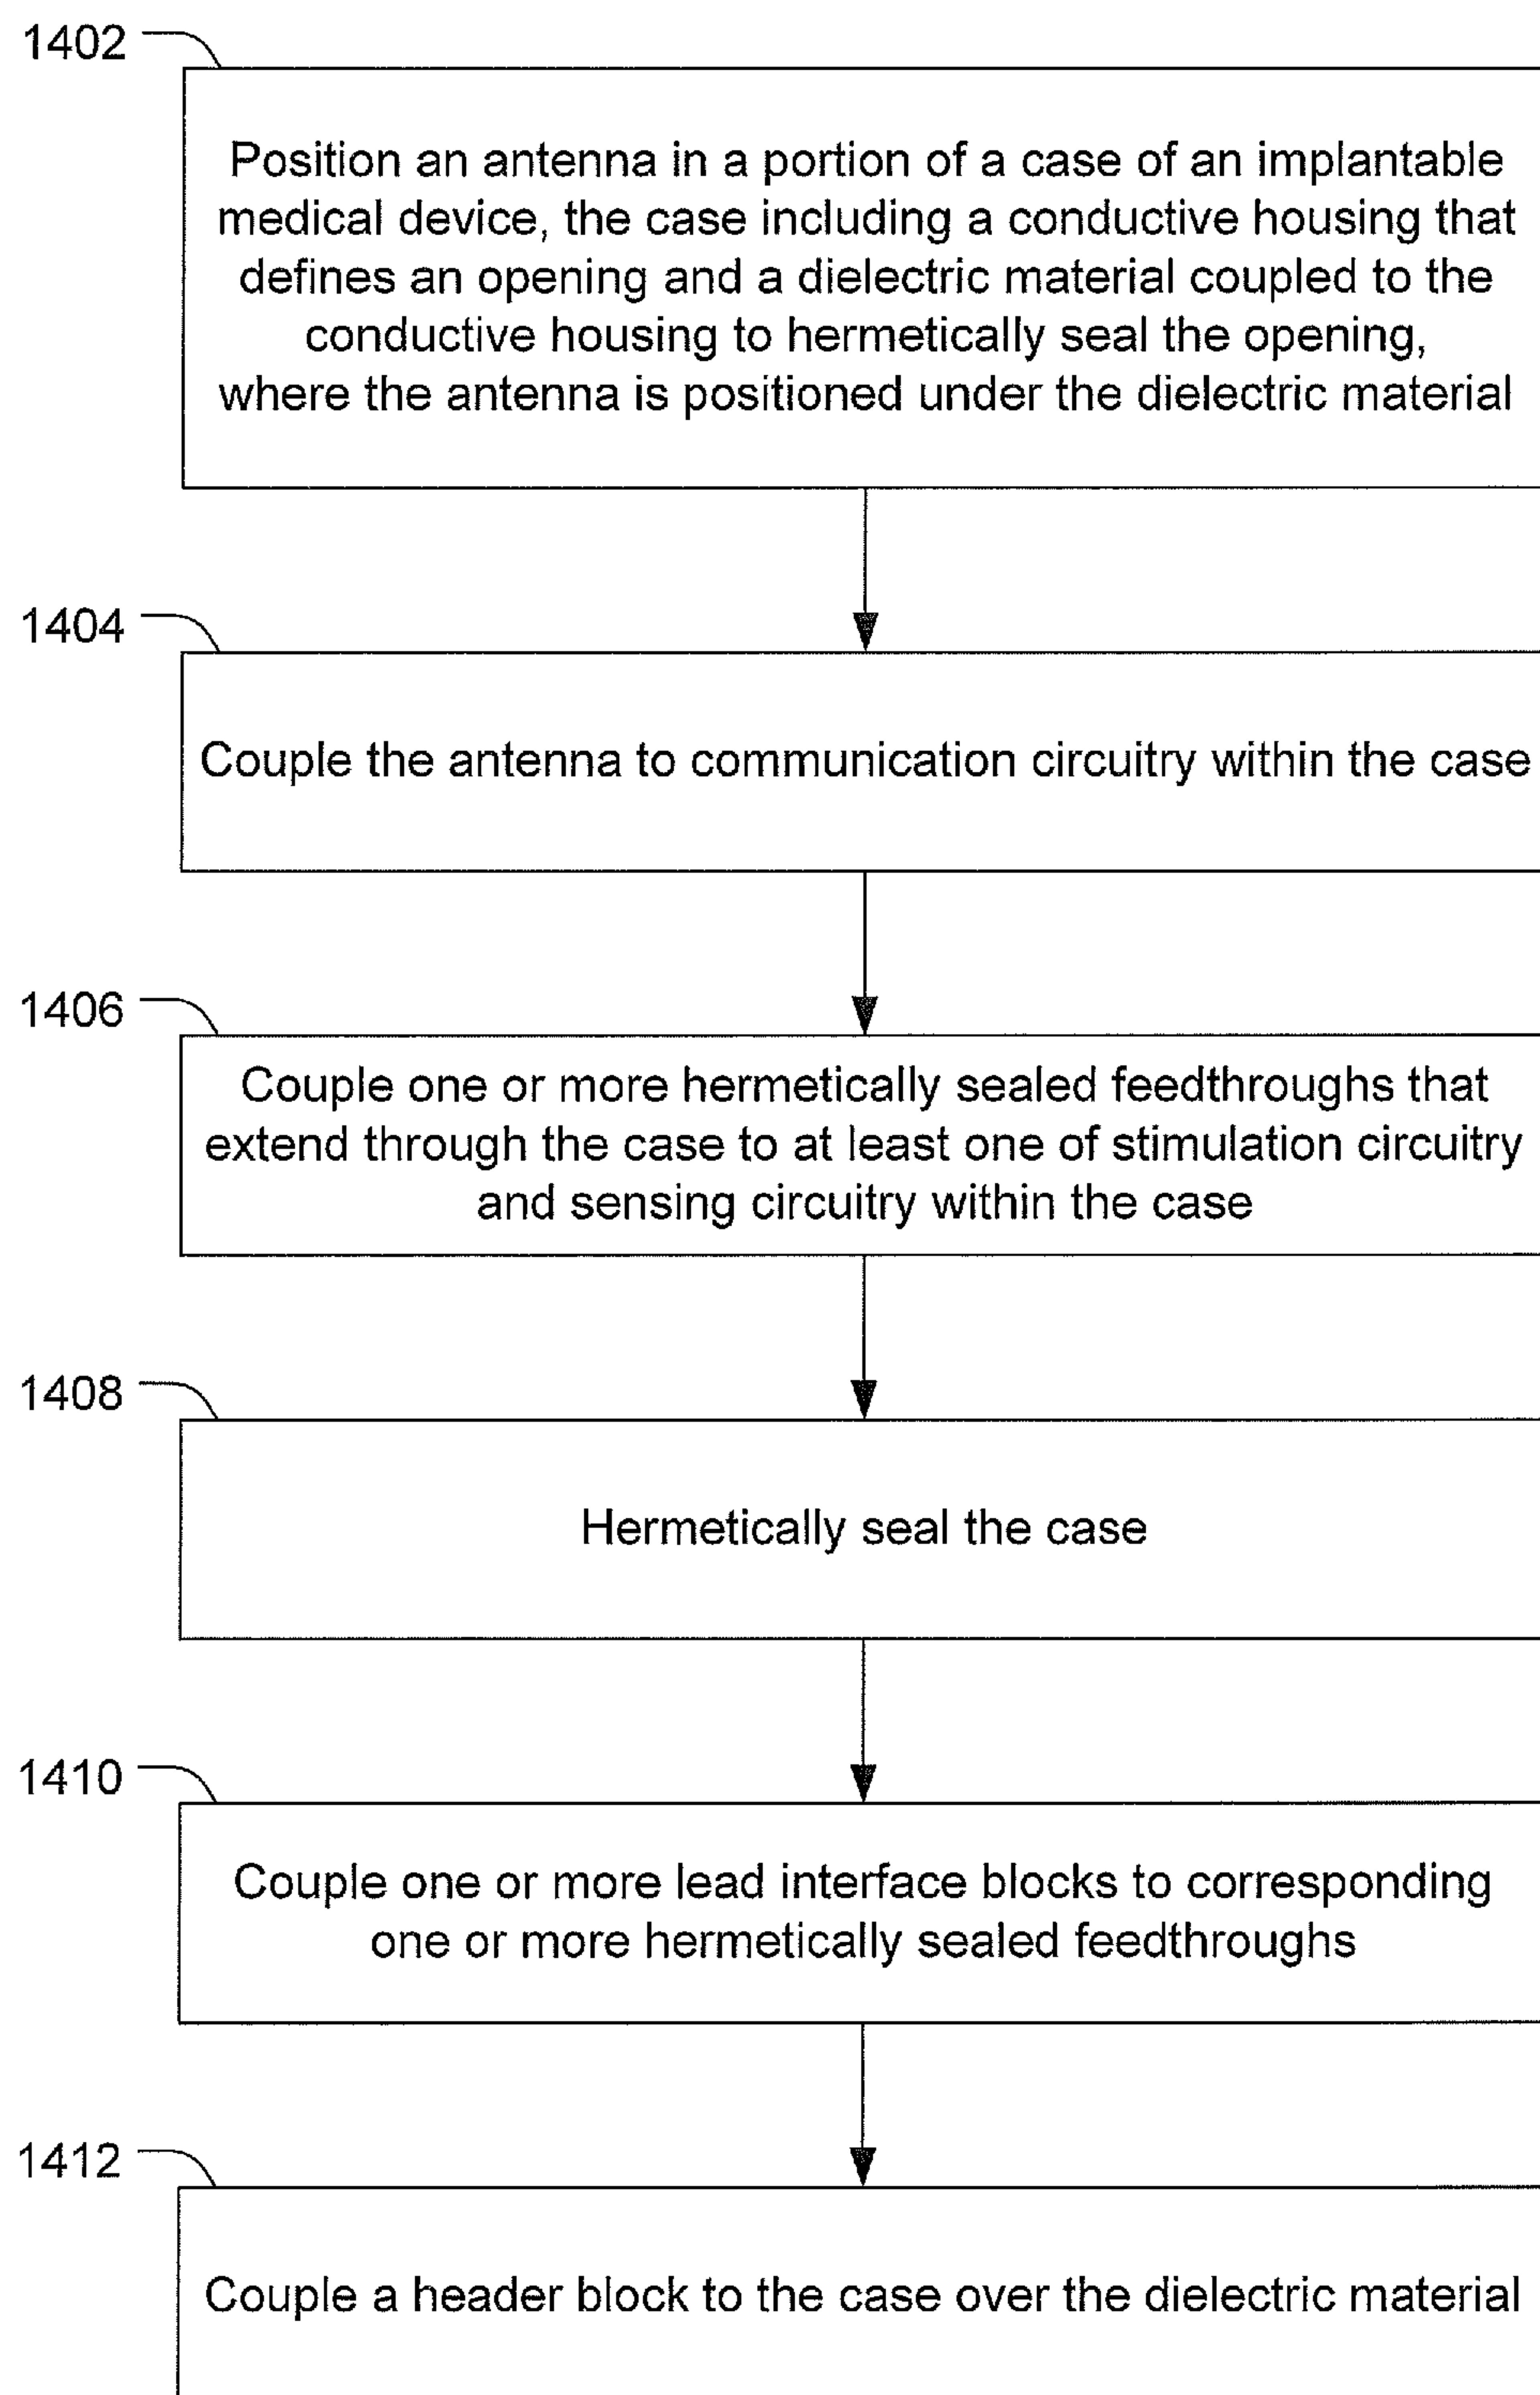 1402
Position an antenna in a portion of a case of an implantable
medical device, the case including a conductive housing that
defines an opening and a dielectric material coupled to the
conductive housing to hermetically seal the opening,
where the antenna is positioned under the dielectric material
1404
Couple the antenna to communication circuitry within the case
1406
Couple one or more hermetically sealed feedthroughs that
extend through the case to at least one of stimulation circuitry
and sensing circuitry within the case
1408
Hermetically seal the case
1410
Couple one or more lead interface blocks to corresponding
one or more hermetically sealed feedthroughs
1412
Couple a header block to the case over the dielectric material